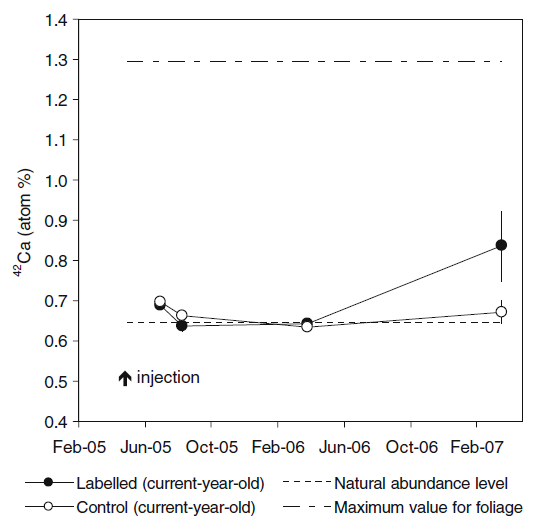 1.4
1.3
1.2
1.1
1.0
0.9
0.8
0.7
0.6
0.5
0.4
⁴²Ca (atom %)
injection
Feb-05 Jun-05 Oct-05 Feb-06 Jun-06 Oct-06 Feb-07
Labelled (current-year-old) Natural abundance level
Control (current-year-old) Maximum value for foliage